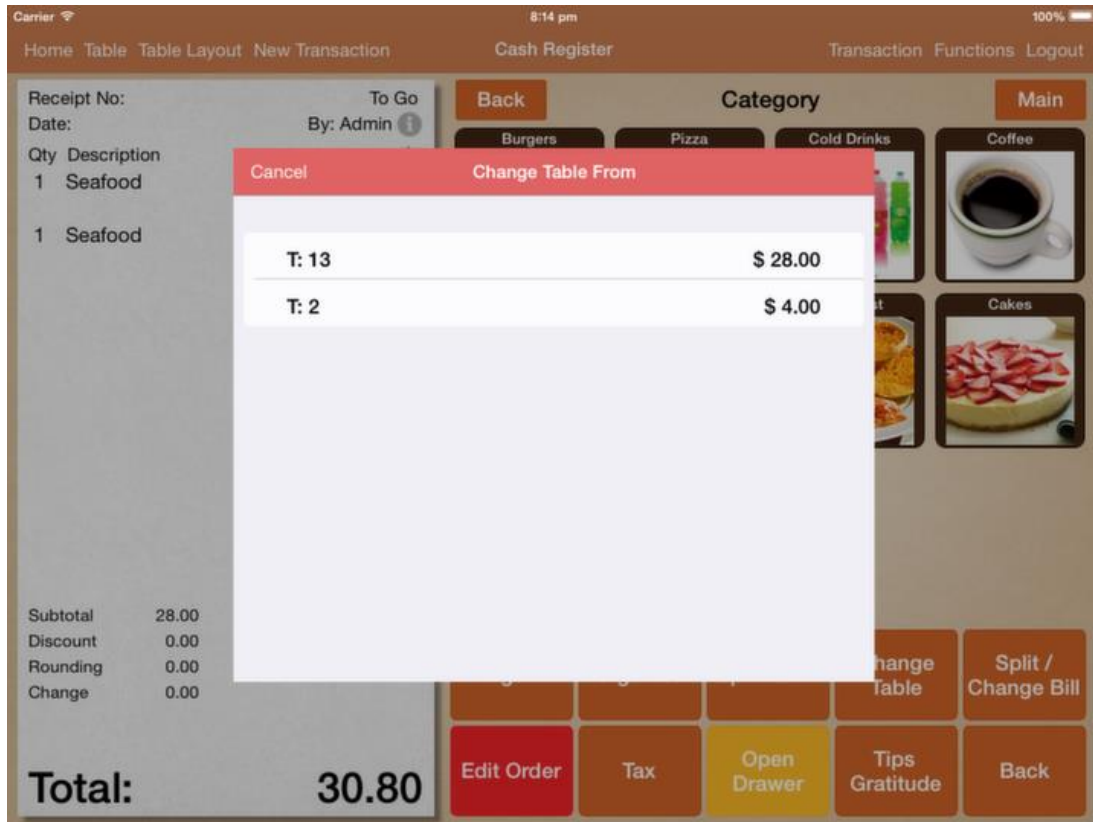 Carrier 8:14 pm 100%
Home Table Table Layout New Transaction Cash Register Transaction Functions Logout
Receipt No: To Go
Date: By: Admin
Qty Description
1 Seafood
1 Seafood
Subtotal 28.00
Discount 0.00
Rounding 0.00
Change 0.00
Total: 30.80
Back Category Main
Burgers Pizza Cold Drinks Coffee
Cakes
Cancel Change Table From
T: 13 $ 28.00
T: 2 $ 4.00
Table
Split /
Change Bill
Edit Order
Tax
Open
Drawer
Tips
Gratitude
Back